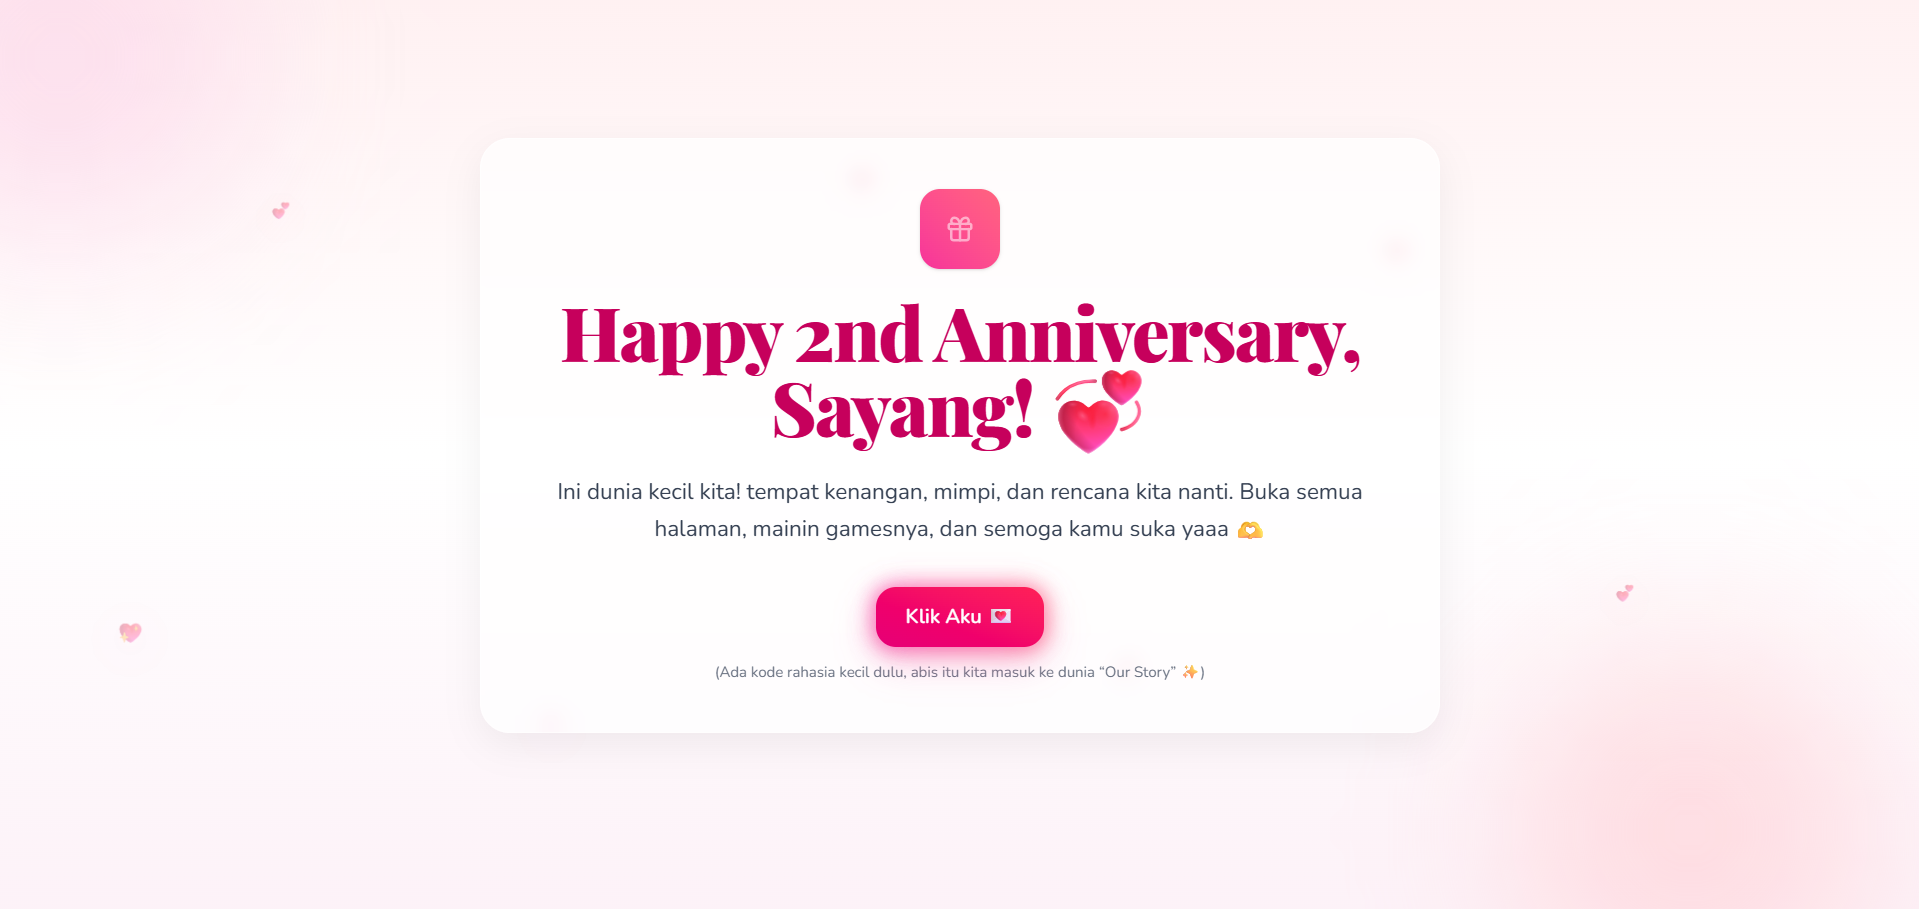 Happy 2nd Anniversary,
Sayang! 💞
Ini dunia kecil kita! tempat kenangan, mimpi, dan rencana kita nanti. Buka semua
halaman, mainin gamesnya, dan semoga kamu suka yaaa 🫶
Klik Aku 💌
(Ada kode rahasia kecil dulu, abis itu kita masuk ke dunia “Our Story” ✨)